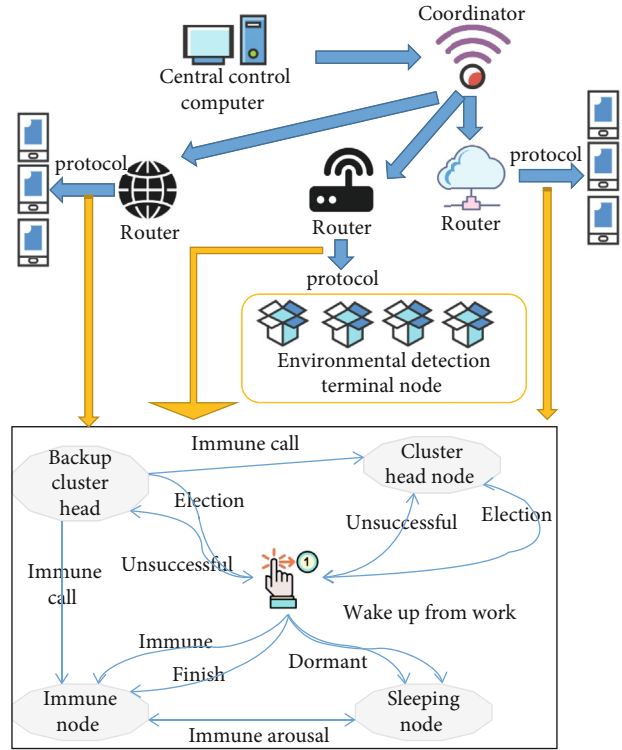 Coordinator
Central control
computer
protocol
protocol
Router
Router
Router
protocol
Environmental detection
terminal node
Immune call
Backup
cluster
head
Cluster
head node
Election
Unsuccessful
Election
Unsuccessful
1
Immune
call
Wake up from work
Immune
Finish
Dormant
Immune
node
Sleeping
node
Immune arousal